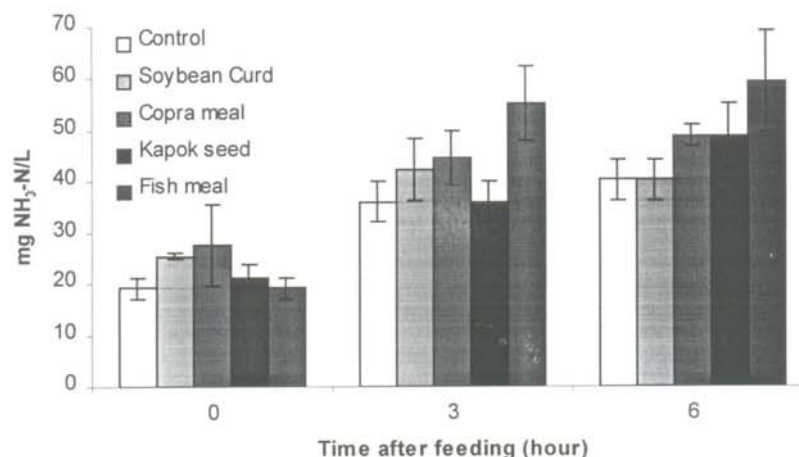 mg NH₃-N/L
70
60
50
40
30
20
10
0
Control
Soybean Curd
Copra meal
Kapok seed
Fish meal
0 3 6
Time after feeding (hour)